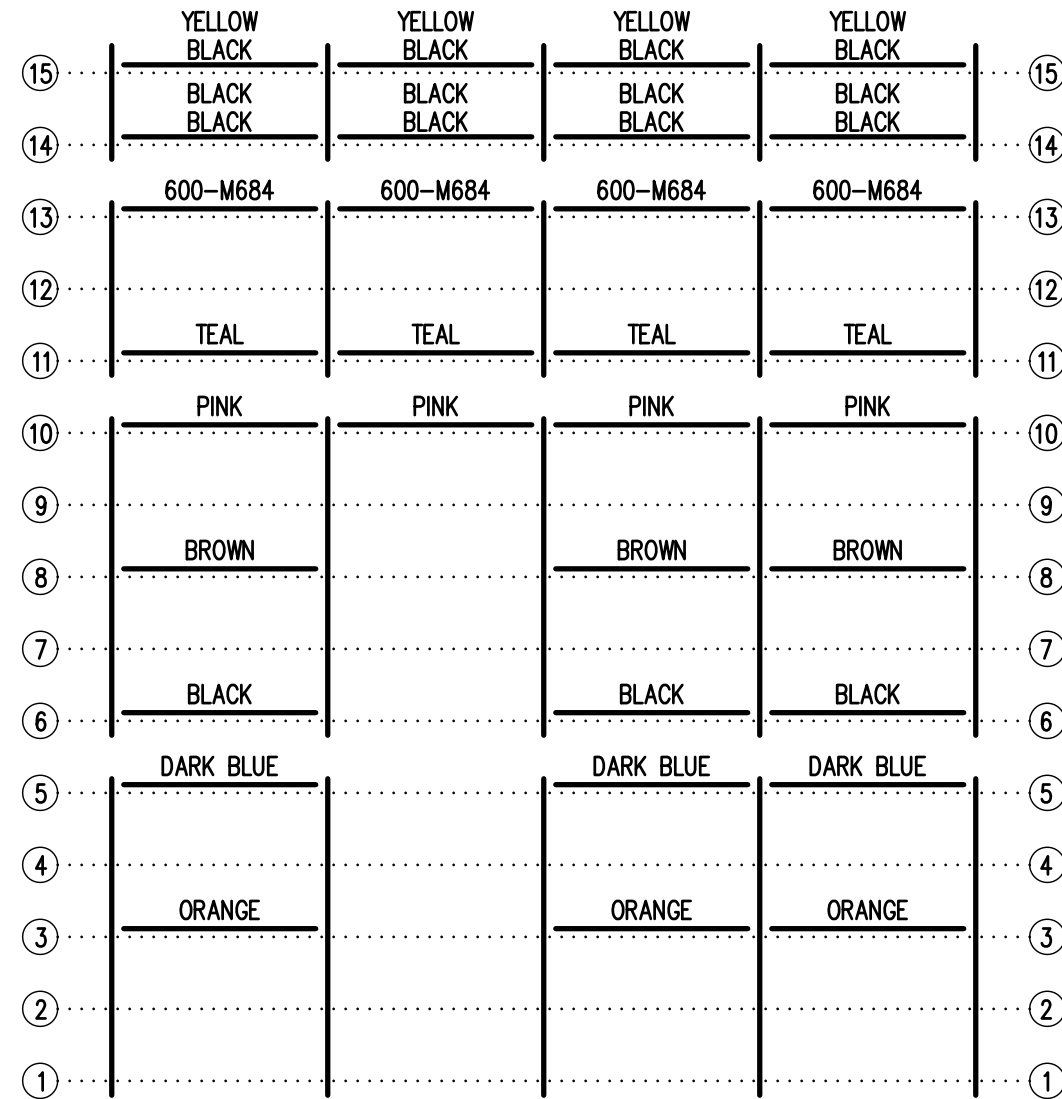 YELLOW YELLOW YELLOW YELLOW
BLACK BLACK BLACK BLACK
15 15
BLACK BLACK BLACK BLACK
BLACK BLACK BLACK BLACK
14 14
600-M684 600-M684 600-M684 600-M684
13 13
12 12
TEAL TEAL TEAL TEAL
11 11
PINK PINK PINK PINK
10 10
9 9
BROWN BROWN BROWN
8 8
7 7
BLACK BLACK BLACK
6 6
DARK BLUE DARK BLUE DARK BLUE
5 5
4 4
ORANGE ORANGE ORANGE
3 3
2 2
1 1